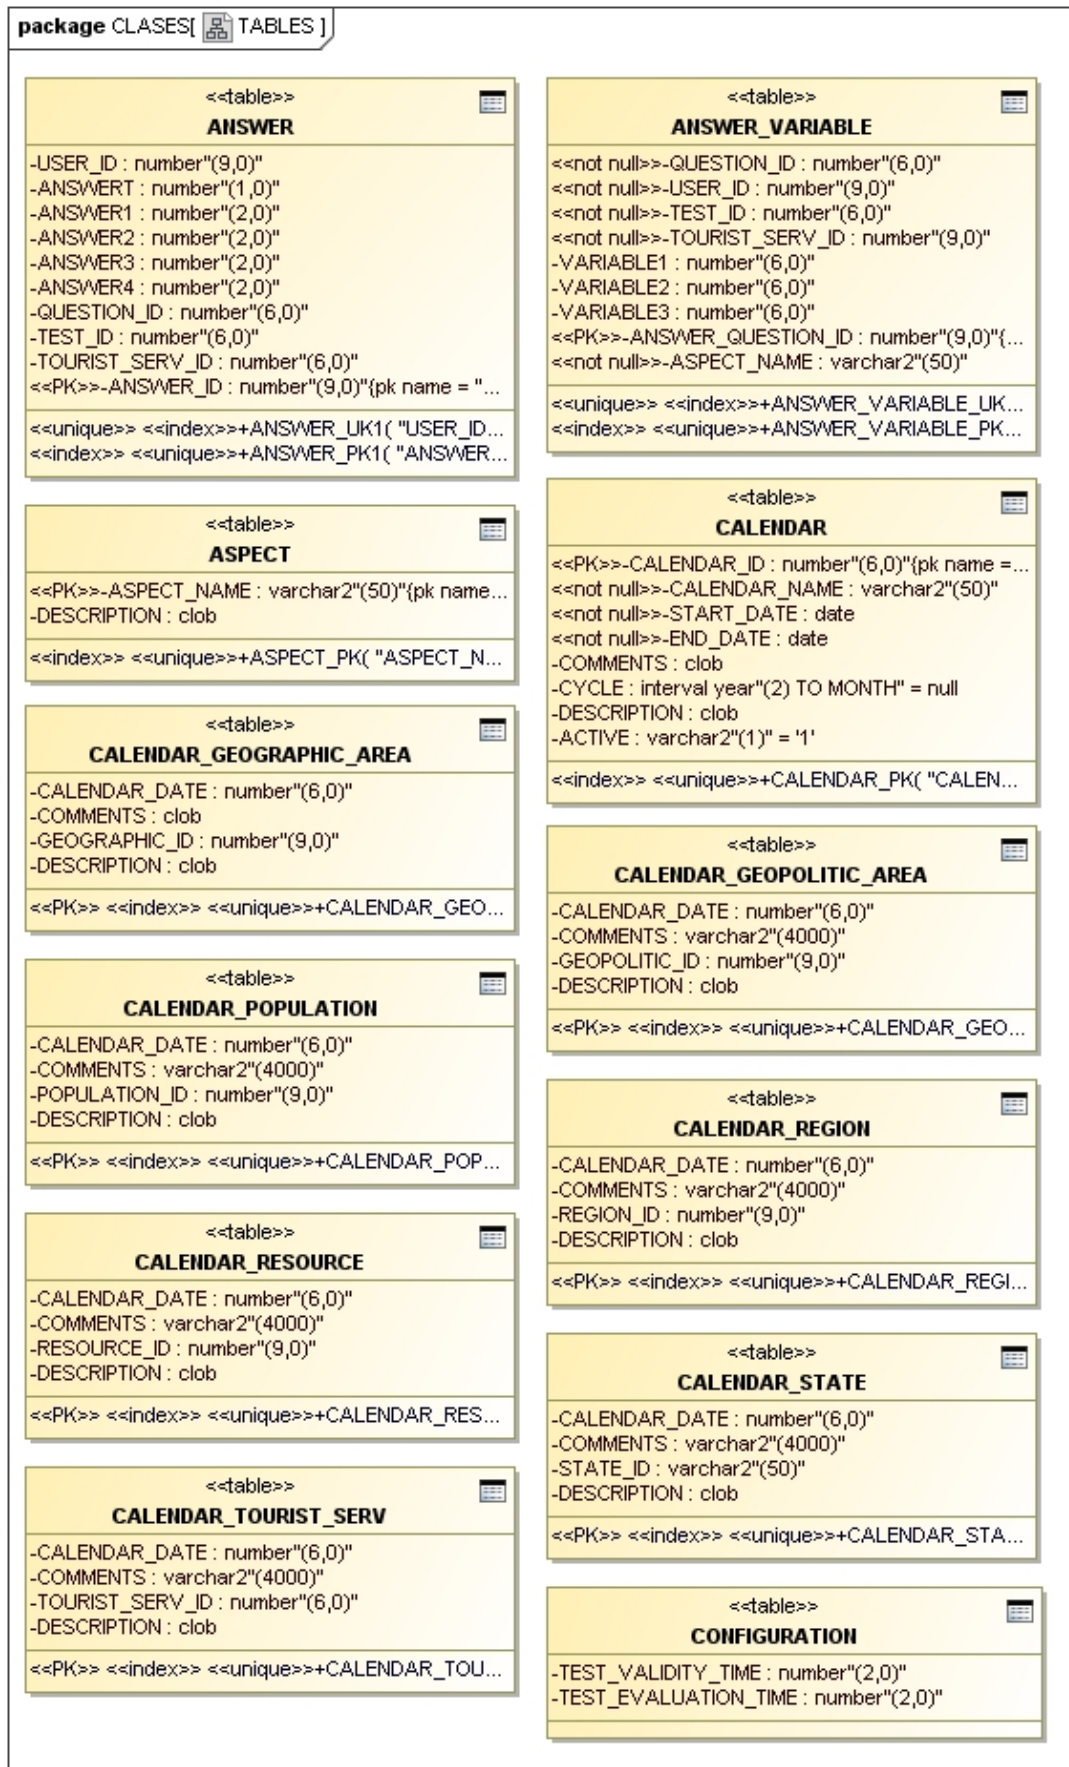 package CLASES[ TABLES ]
<<table>>
ANSWER
-USER_ID : number"(9,0)"
-ANSWERT : number"(1,0)"
-ANSWER1 : number"(2,0)"
-ANSWER2 : number"(2,0)"
-ANSWER3 : number"(2,0)"
-ANSWER4 : number"(2,0)"
-QUESTION_ID : number"(6,0)"
-TEST_ID : number"(6,0)"
-TOURIST_SERV_ID : number"(6,0)"
<<PK>>-ANSWER_ID : number"(9,0)"{pk name = "...
<<unique>> <<index>>+ANSWER_UK1( "USER_ID...
<<index>> <<unique>>+ANSWER_PK1( "ANSWER...
<<table>>
ANSWER_VARIABLE
<<not null>>-QUESTION_ID : number"(6,0)"
<<not null>>-USER_ID : number"(9,0)"
<<not null>>-TEST_ID : number"(6,0)"
<<not null>>-TOURIST_SERV_ID : number"(9,0)"
-VARIABLE1 : number"(6,0)"
-VARIABLE2 : number"(6,0)"
-VARIABLE3 : number"(6,0)"
<<PK>>-ANSWER_QUESTION_ID : number"(9,0)"{...
<<not null>>-ASPECT_NAME : varchar2"(50)"
<<unique>> <<index>>+ANSWER_VARIABLE_UK...
<<index>> <<unique>>+ANSWER_VARIABLE_PK...
<<table>>
ASPECT
<<PK>>-ASPECT_NAME : varchar2"(50)"{pk name...
-DESCRIPTION : clob
<<index>> <<unique>>+ASPECT_PK( "ASPECT_N...
<<table>>
CALENDAR
<<PK>>-CALENDAR_ID : number"(6,0)"{pk name =...
<<not null>>-CALENDAR_NAME : varchar2"(50)"
<<not null>>-START_DATE : date
<<not null>>-END_DATE : date
-COMMENTS : clob
-CYCLE : interval year"(2) TO MONTH" = null
-DESCRIPTION : clob
-ACTIVE : varchar2"(1)" = '1'
<<index>> <<unique>>+CALENDAR_PK( "CALEN...
<<table>>
CALENDAR_GEOGRAPHIC_AREA
-CALENDAR_DATE : number"(6,0)"
-COMMENTS : clob
-GEOGRAPHIC_ID : number"(9,0)"
-DESCRIPTION : clob
<<PK>> <<index>> <<unique>>+CALENDAR_GEO...
<<table>>
CALENDAR_GEOPOLITIC_AREA
-CALENDAR_DATE : number"(6,0)"
-COMMENTS : varchar2"(4000)"
-GEOPOLITIC_ID : number"(9,0)"
-DESCRIPTION : clob
<<PK>> <<index>> <<unique>>+CALENDAR_GEO...
<<table>>
CALENDAR_POPULATION
-CALENDAR_DATE : number"(6,0)"
-COMMENTS : varchar2"(4000)"
-POPULATION_ID : number"(9,0)"
-DESCRIPTION : clob
<<PK>> <<index>> <<unique>>+CALENDAR_POP...
<<table>>
CALENDAR_REGION
-CALENDAR_DATE : number"(6,0)"
-COMMENTS : varchar2"(4000)"
-REGION_ID : number"(9,0)"
-DESCRIPTION : clob
<<PK>> <<index>> <<unique>>+CALENDAR_REGI...
<<table>>
CALENDAR_RESOURCE
-CALENDAR_DATE : number"(6,0)"
-COMMENTS : varchar2"(4000)"
-RESOURCE_ID : number"(9,0)"
-DESCRIPTION : clob
<<PK>> <<index>> <<unique>>+CALENDAR_RES...
<<table>>
CALENDAR_STATE
-CALENDAR_DATE : number"(6,0)"
-COMMENTS : varchar2"(4000)"
-STATE_ID : varchar2"(50)"
-DESCRIPTION : clob
<<PK>> <<index>> <<unique>>+CALENDAR_STA...
<<table>>
CALENDAR_TOURIST_SERV
-CALENDAR_DATE : number"(6,0)"
-COMMENTS : varchar2"(4000)"
-TOURIST_SERV_ID : number"(6,0)"
-DESCRIPTION : clob
<<PK>> <<index>> <<unique>>+CALENDAR_TOU...
<<table>>
CONFIGURATION
-TEST_VALIDITY_TIME : number"(2,0)"
-TEST_EVALUATION_TIME : number"(2,0)"